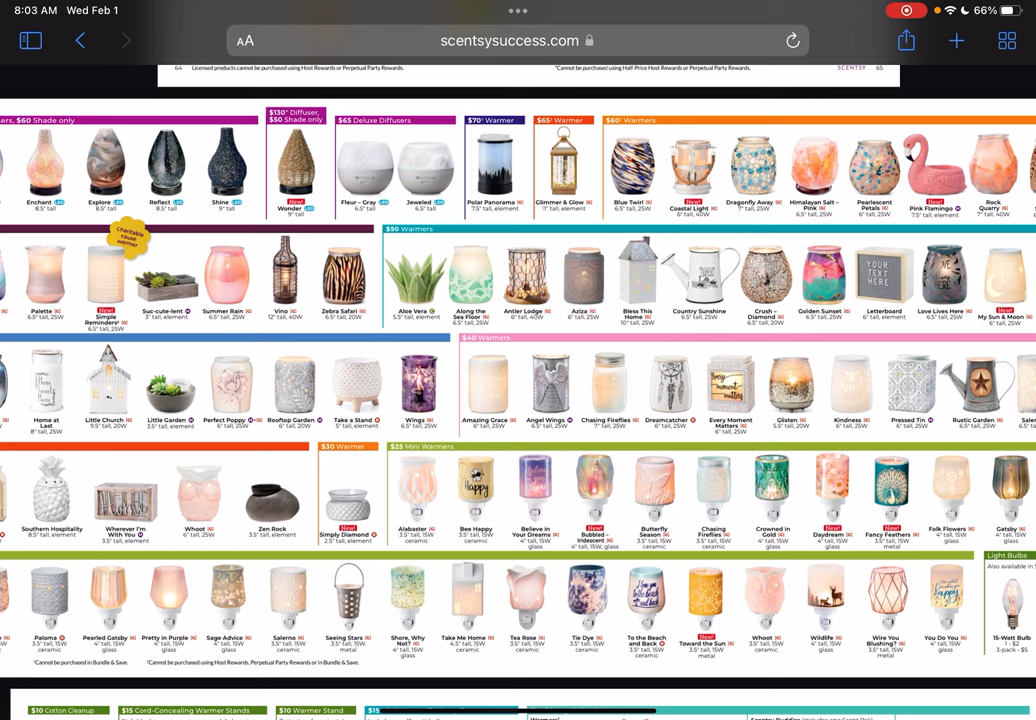 8:03 AM Wed Feb 1
66%
AA
scentsysuccess.com
64 Licensed products cannot be purchased using Host Rewards or Perpetual Party Rewards.
*Cannot be purchased using Half-Price Host Rewards or Perpetual Party Rewards.
SCENTSY 65
ers, $60 Shade only
$130* Diffuser,
$50 Shade only
$65 Deluxe Diffusers
$70† Warmer
$65† Warmer
$60† Warmers
Enchant LED
8.5" tall
Explore LED
8.5" tall
Reflect LED
8.5" tall
Shine LED
9" tall
New!
Wonder LED
9" tall
Fleur – Gray LED
6.5" tall
Jeweled LED
6.5" tall
Polar Panorama [G]
7.5" tall, element
Glimmer & Glow [G]
11" tall, element
Blue Twirl [G]
6.5" tall, 25W
New!
Coastal Light [G]
6" tall, 40W
Dragonfly Away [G]
7" tall, 25W
Himalayan Salt –
Pink [G]
6.5" tall, 25W
Pearlescent
Petals [G]
6" tall, 25W
New!
Pink Flamingo M
7.5" tall, element
Rock
Quarry [G]
7" tall, 40W
Charitable
cause
warmer
$50 Warmers
[G]
Palette [G]
6.5" tall, 25W
New!
Simple
Reminders‡ [G]
6.5" tall, 25W
Suc-cute-lent M
3" tall, element
Summer Rain [G]
6.5" tall, 25W
Vino [G]
12" tall, 40W
Zebra Safari [G]
6.5" tall, 20W
Aloe Vera C
5.5" tall, element
Along the
Sea Floor [G]
6.5" tall, 25W
Antler Lodge [G]
6" tall, 40W
Aziza [G]
6" tall, 25W
Bless This
Home [G]
10" tall, 25W
Country Sunshine
6.5" tall, 25W
Crush –
Diamond [G]
6.5" tall, 20W
Golden Sunset [G]
6.5" tall, 25W
YOUR
TEXT
HERE
Letterboard
6" tall, 25W
Love Lives Here [G]
6.5" tall, 25W
New!
My Sun & Moon [G]
6" tall, 25W
$40 Warmers
[G]
Home at
Last
8" tall, 25W
Little Church [G]
9.5" tall, 20W
Little Garden M
3.5" tall, element
Perfect Poppy M [G]
6" tall, 25W
Rooftop Garden M
6" tall, 20W
Take a Stand R
5" tall, element
Wings [G]
6.5" tall, 25W
Amazing Grace [G]
6" tall, 25W
Angel Wings M
6.5" tall, 25W
Chasing Fireflies [G]
7" tall, 25W
Dreamcatcher R
6" tall, 25W
Every
moment
matters
Every Moment
Matters [G]
6" tall, 25W
Glisten [G]
5.5" tall, 20W
Kindness [G]
6" tall, 25W
Pressed Tin M
6" tall, 25W
Rustic Garden R
6" tall, 25W
$30 Warmer
$25 Mini Warmers
Southern Hospitality
8.5" tall, element
Wherever I'm
With You M
3.5" tall, element
Whoot [G]
6" tall, 25W
Zen Rock
3.5" tall, element
New!
Simply Diamond R
2.5" tall, element
Alabaster [G]
3.5" tall, 15W
ceramic
Bee
Happy
Bee Happy [G]
3.5" tall, 15W
ceramic
Believe in
Your Dreams [G]
4" tall, 15W
glass
New!
Bubbled –
Iridescent [G]
4" tall, 15W, glass
Butterfly
Season [G]
3.5" tall, 15W
ceramic
Chasing
Fireflies [G]
3.5" tall, 15W
ceramic
Crowned in
Gold [G]
4" tall, 15W
glass
New!
Daydream [G]
4" tall, 15W
glass
New!
Fancy Feathers [G]
3.5" tall, 15W
metal
Folk Flowers [G]
4" tall, 15W
glass
Gatsby [G]
4" tall, 15W
glass
Light Bulbs
Also available in
Paloma R
3.5" tall, 15W
ceramic
Pearled Gatsby [G]
4" tall, 15W
glass
Pretty in Purple [G]
4" tall, 15W
glass
Sage Advice [G]
4" tall, 15W
glass
Salerno [G]
3.5" tall, 15W
ceramic
Seeing Stars [G]
3.5" tall, 15W
metal
Shore, Why
Not? [G]
4" tall, 15W
glass
Take Me Home [G]
4.5" tall, 15W
ceramic
Tea Rose [G]
4" tall, 15W
ceramic
Tie Dye [G]
3.5" tall, 15W
ceramic
To the Beach
and Back R
3.5" tall, 15W
ceramic
New!
Toward the Sun [G]
3.5" tall, 15W
metal
Whoot [G]
3.5" tall, 15W
ceramic
Wildlife [G]
4" tall, 15W
glass
Wire You
Blushing? [G]
3.5" tall, 15W
metal
You Do You [G]
4" tall, 15W
glass
15-Watt Bulb
1 - $2
3-pack - $5
†Cannot be purchased in Bundle & Save.
‡Cannot be purchased using Host Rewards, Perpetual Party Rewards or in Bundle & Save.
$10 Cotton Cleanup
$15 Cord-Concealing Warmer Stands
$10 Warmer Stand
$15